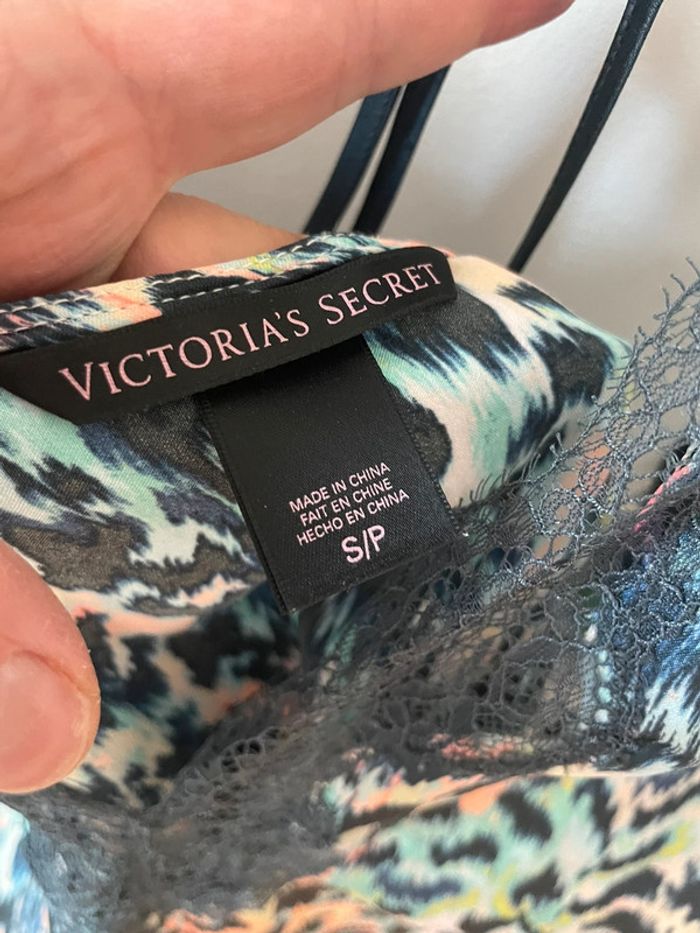 VICTORIA'S SECRET
MADE IN CHINA
FAIT EN CHINE
HECHO EN CHINA
S/P